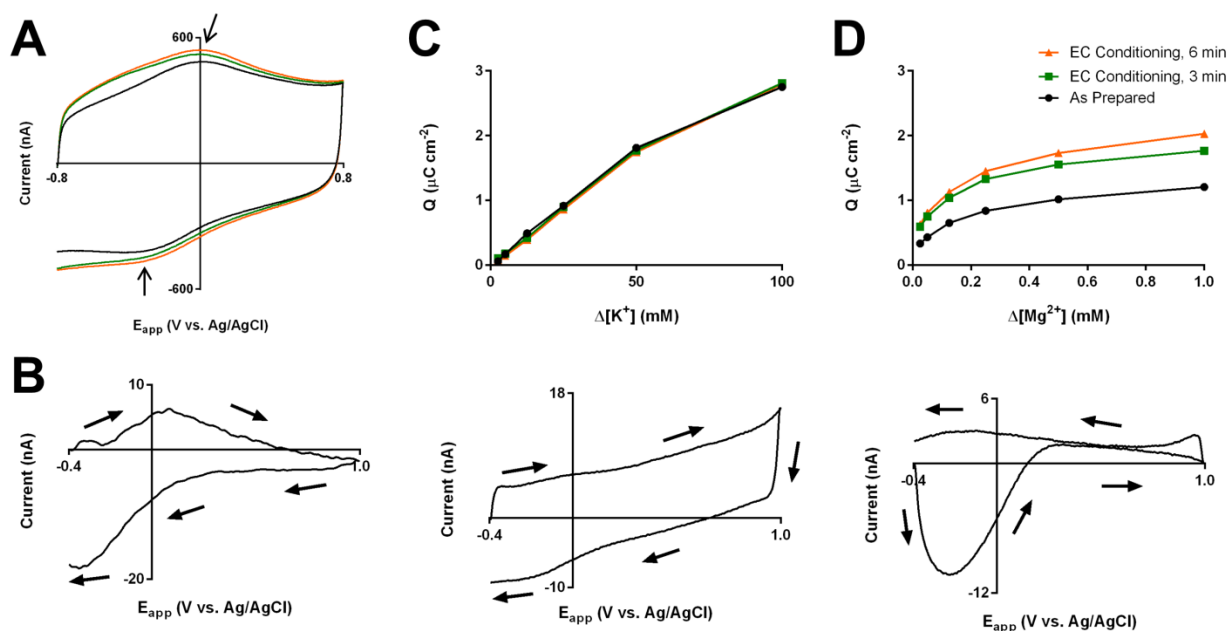 A
600
Current (nA)
-0.8
0.8
-600
E_app (V vs. Ag/AgCl)
C
Q (μC cm⁻²)
3
2
1
0
0
50
100
Δ[K⁺] (mM)
D
EC Conditioning, 6 min
EC Conditioning, 3 min
As Prepared
Q (μC cm⁻²)
3
2
1
0
0.0
0.2
0.4
0.6
0.8
1.0
Δ[Mg²⁺] (mM)
B
10
Current (nA)
-0.4
1.0
-20
E_app (V vs. Ag/AgCl)
18
Current (nA)
-0.4
1.0
-10
E_app (V vs. Ag/AgCl)
6
Current (nA)
-0.4
1.0
-12
E_app (V vs. Ag/AgCl)